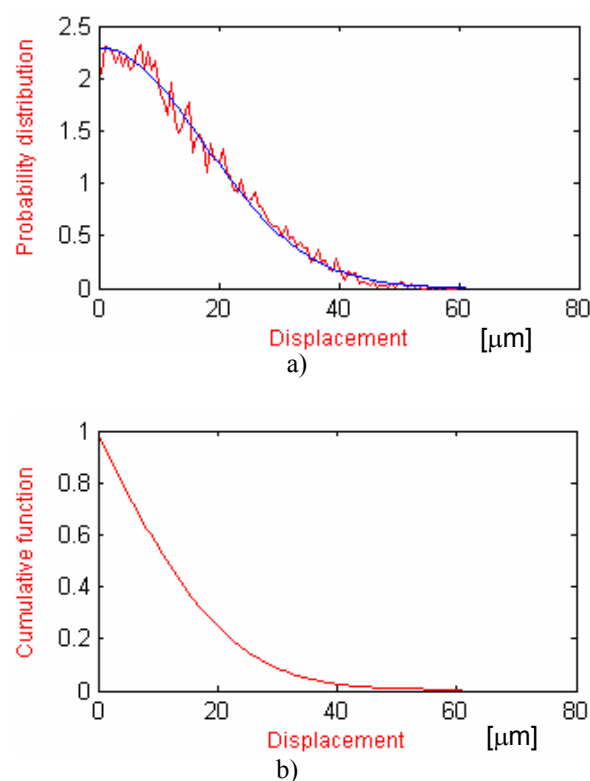 2.5
2
1.5
1
0.5
0
Probability distribution
0 20 40 60 80
Displacement [μm]
a)
1
0.8
0.6
0.4
0.2
0
Cumulative function
0 20 40 60 80
Displacement [μm]
b)